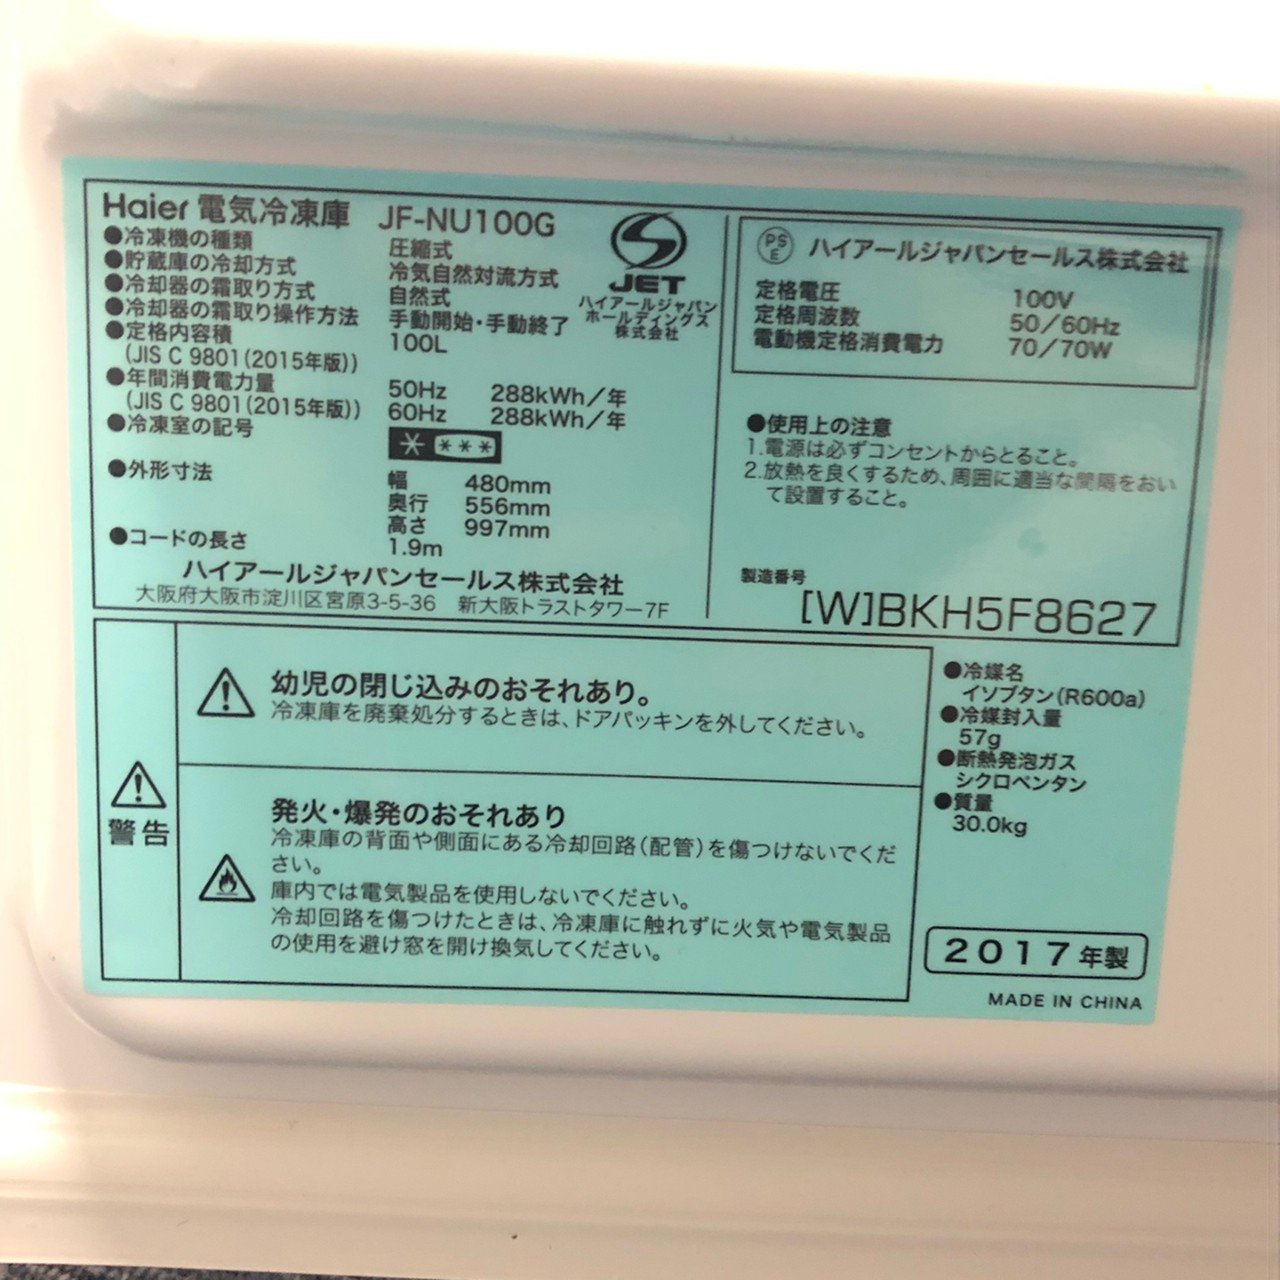 Haier 電気冷凍庫 JF-NU100G
●冷凍機の種類 圧縮式
●貯蔵庫の冷却方式 冷気自然対流方式
●冷却器の霜取り方式 自然式
●冷却器の霜取り操作方法 手動開始・手動終了
●定格内容積 100L
(JIS C 9801(2015年版))
●年間消費電力量 50Hz 288kWh/年
(JIS C 9801(2015年版)) 60Hz 288kWh/年
●冷凍室の記号 * ***
●外形寸法 幅 480mm
奥行 556mm
高さ 997mm
●コードの長さ 1.9m
ハイアールジャパンセールス株式会社
大阪府大阪市淀川区宮原3-5-36 新大阪トラストタワー7F
JET
ハイアールジャパン
ホールディングス
株式会社
PS
E
ハイアールジャパンセールス株式会社
定格電圧 100V
定格周波数 50/60Hz
電動機定格消費電力 70/70W
●使用上の注意
1.電源は必ずコンセントからとること。
2.放熱を良くするため、周囲に適当な間隔をおい
て設置すること。
製造番号
[W]BKH5F8627
警告
幼児の閉じ込みのおそれあり。
冷凍庫を廃棄処分するときは、ドアパッキンを外してください。
発火・爆発のおそれあり
冷凍庫の背面や側面にある冷却回路(配管)を傷つけないでくだ
さい。
庫内では電気製品を使用しないでください。
冷却回路を傷つけたときは、冷凍庫に触れずに火気や電気製品
の使用を避け窓を開け換気してください。
●冷媒名
イソブタン(R600a)
●冷媒封入量
57g
●断熱発泡ガス
シクロペンタン
●質量
30.0kg
2017年製
MADE IN CHINA